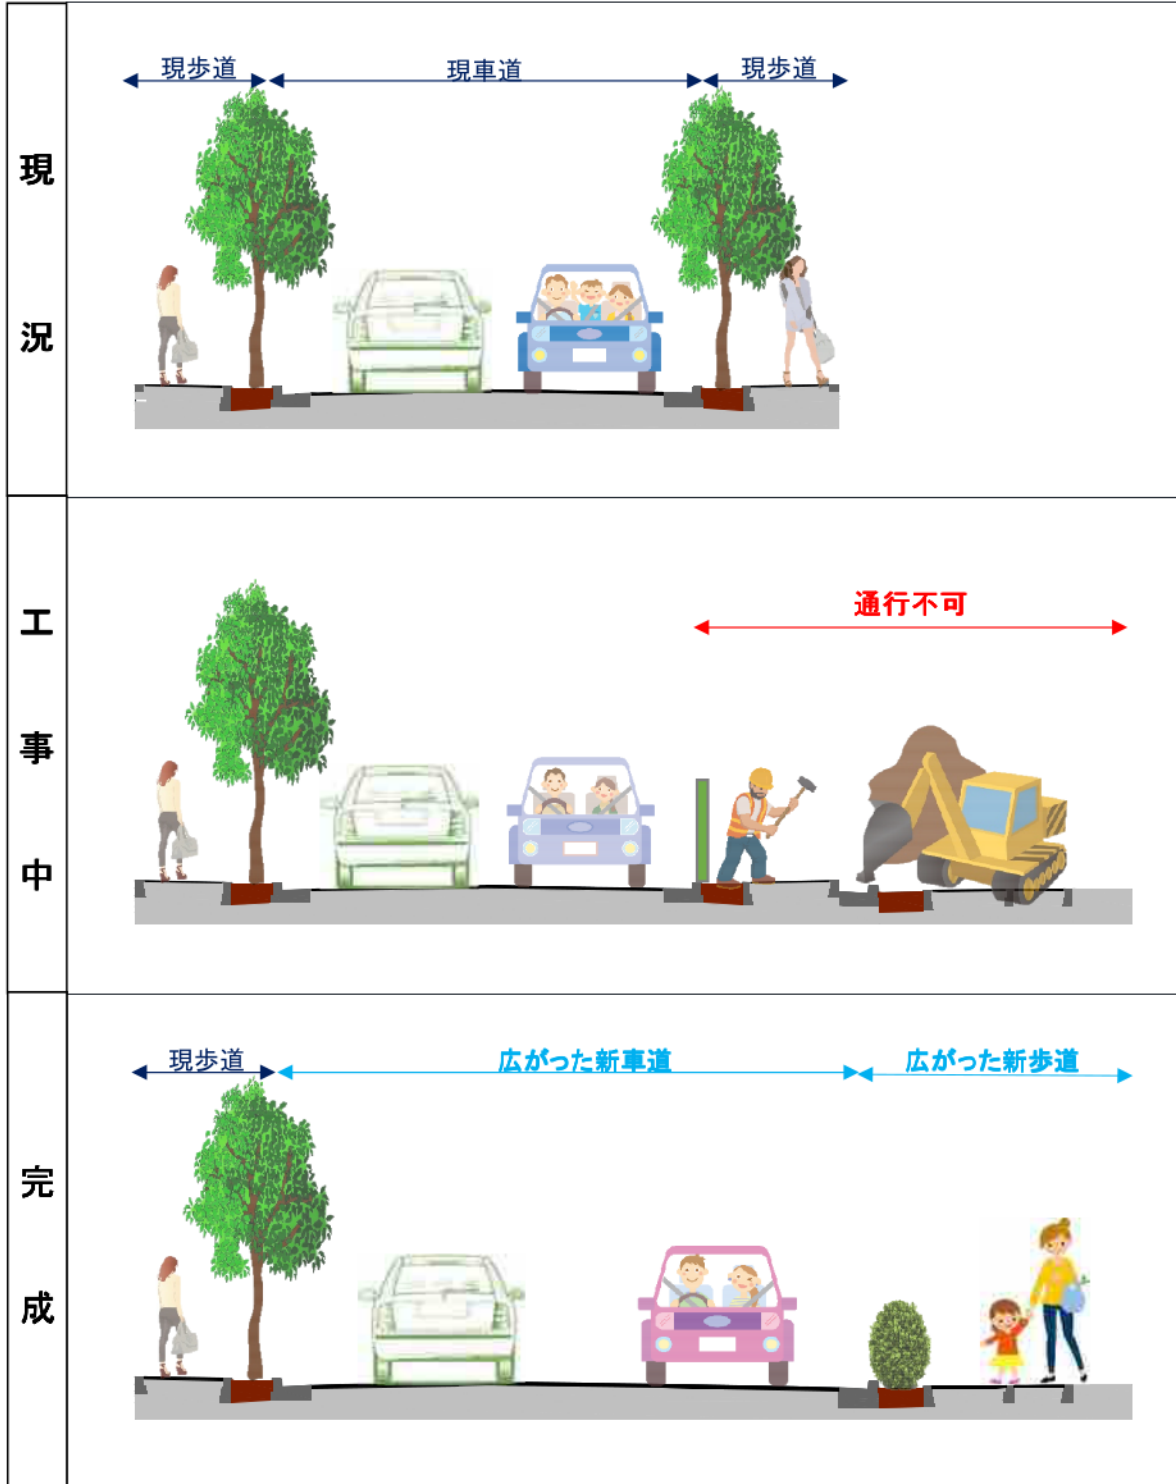 現況
現歩道
現車道
現歩道
工事中
通行不可
完成
現歩道
広がった新車道
広がった新歩道